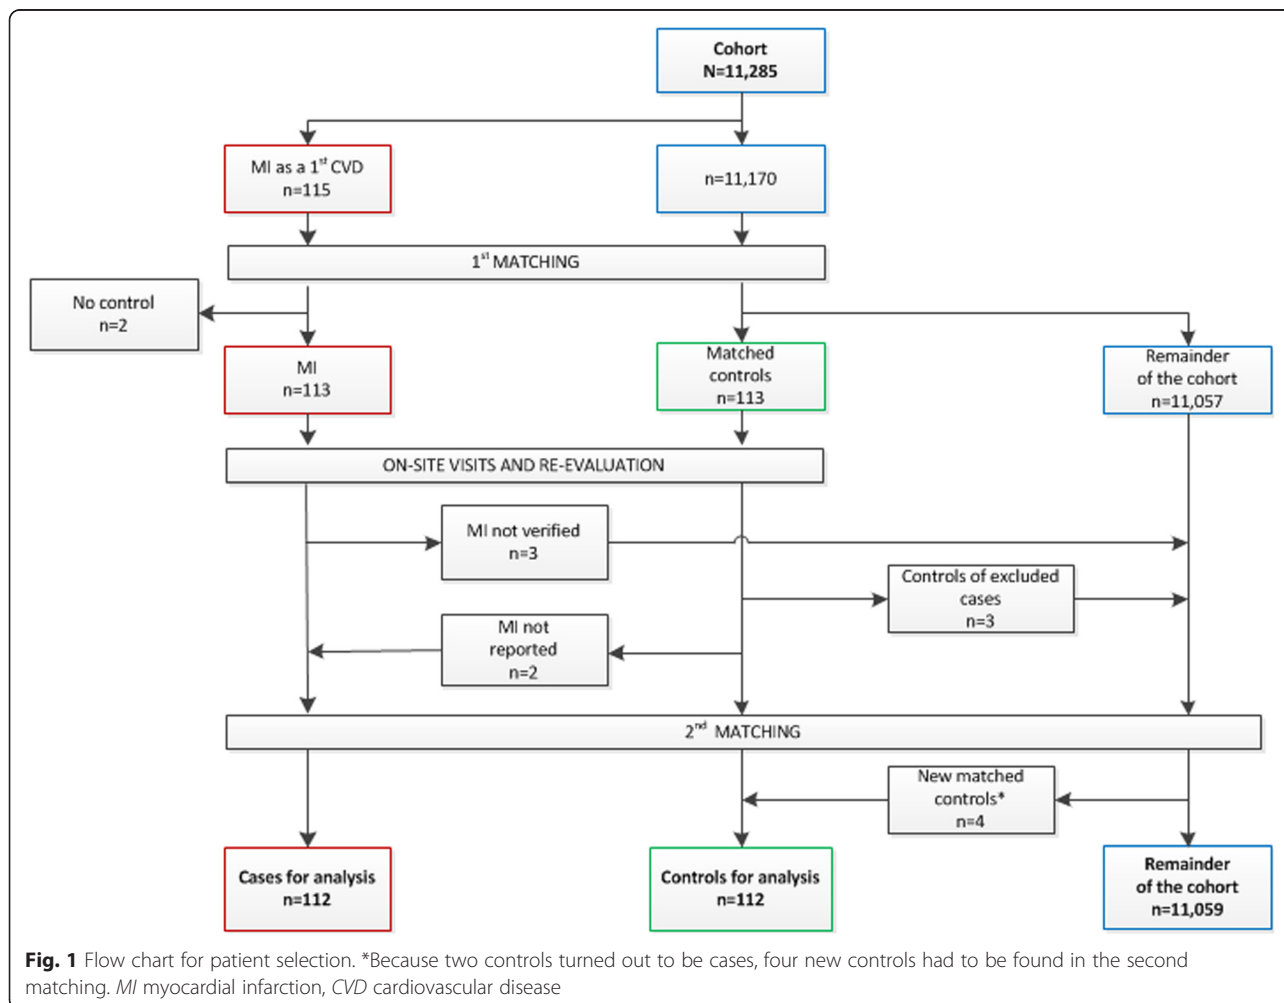 Cohort
N=11,285
MI as a 1st CVD
n=115
n=11,170
1st MATCHING
No control
n=2
MI
n=113
Matched
controls
n=113
Remainder
of the cohort
n=11,057
ON-SITE VISITS AND RE-EVALUATION
MI not verified
n=3
Controls of excluded
cases
n=3
MI not
reported
n=2
2nd MATCHING
New matched
controls*
n=4
Cases for analysis
n=112
Controls for analysis
n=112
Remainder
of the cohort
n=11,059
Fig. 1 Flow chart for patient selection. *Because two controls turned out to be cases, four new controls had to be found in the second
matching. MI myocardial infarction, CVD cardiovascular disease